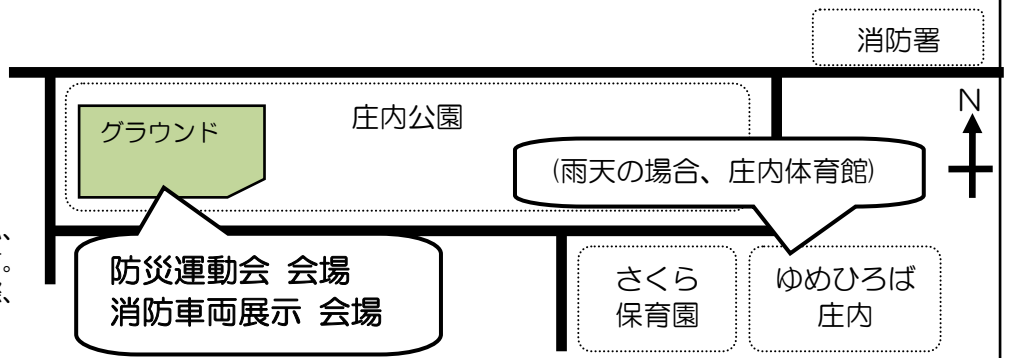 消防署
庄内公園
グラウンド
N
(雨天の場合、庄内体育館)
防災運動会 会場
消防車両展示 会場
さくら
保育園
ゆめひろば
庄内